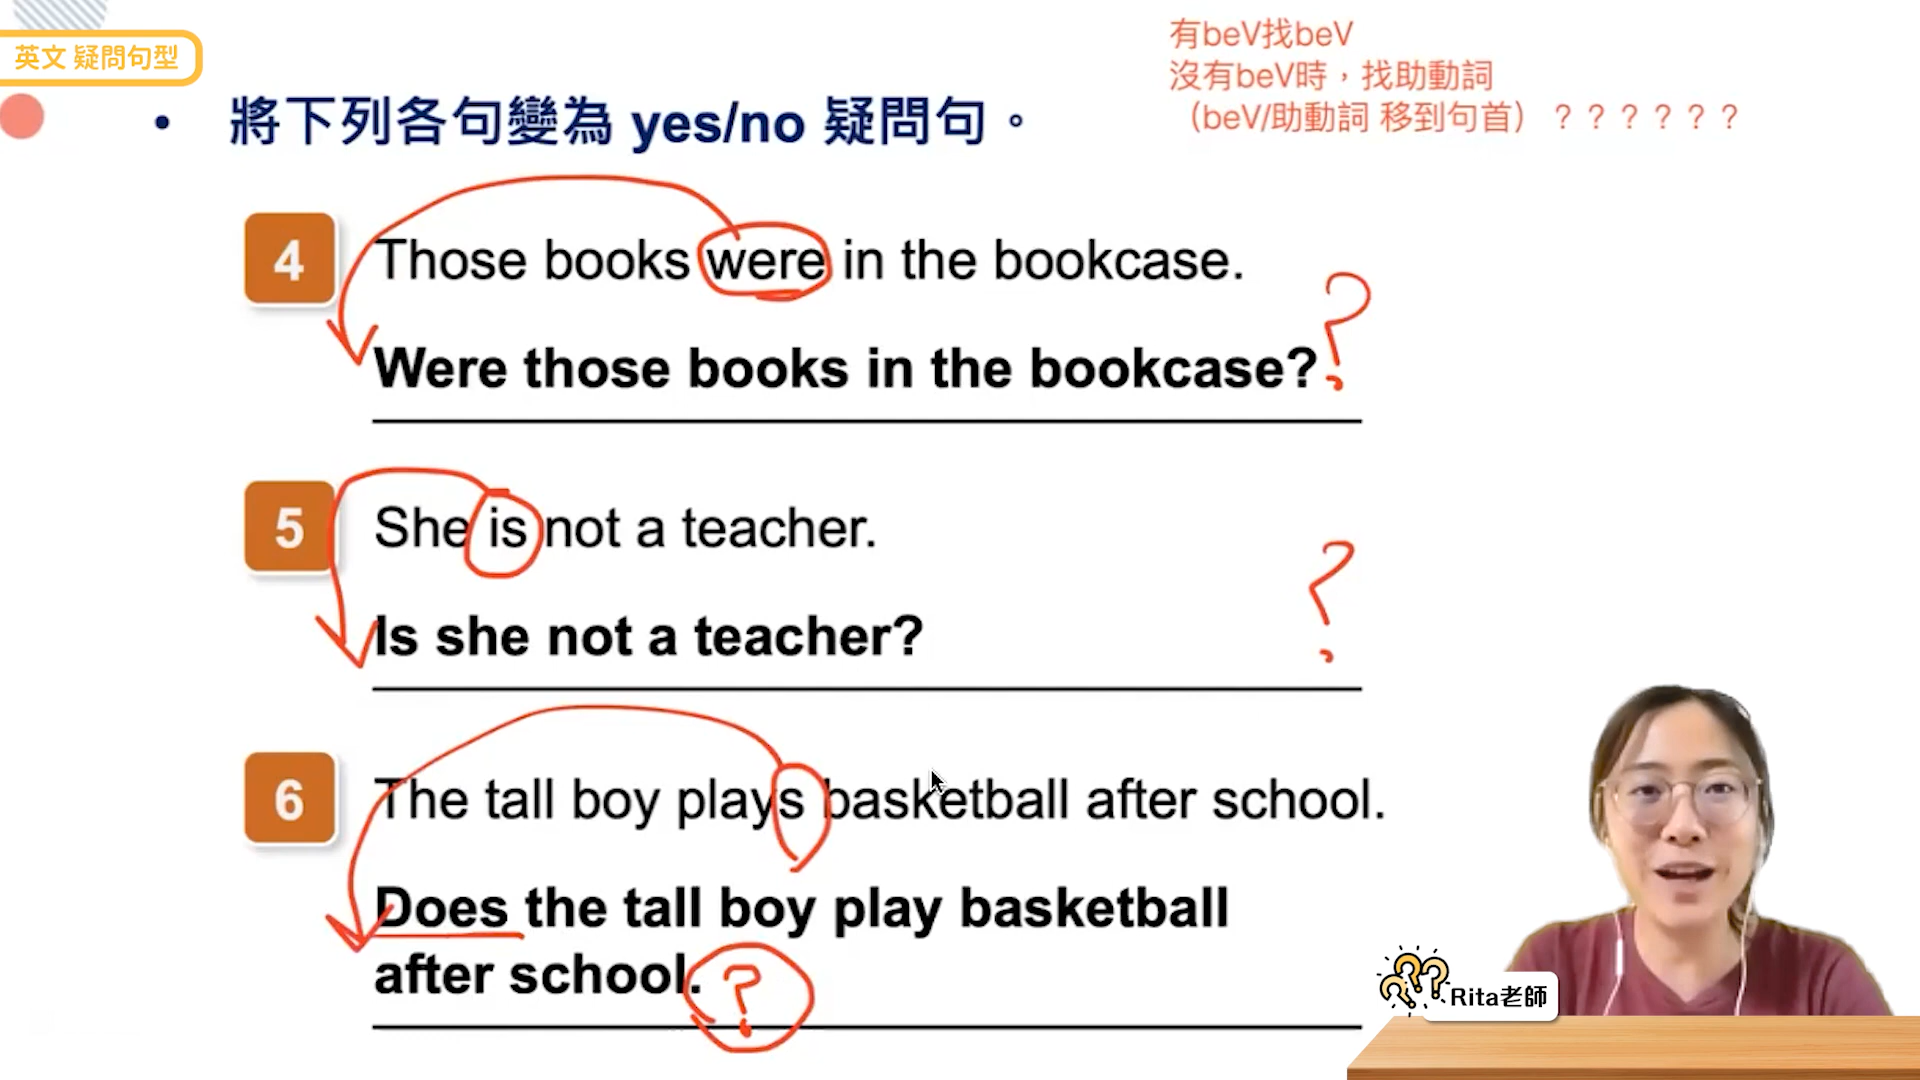 英文 疑問句型
有beV找beV
沒有beV時，找助動詞
（beV/助動詞 移到句首）？？？？？？
• 將下列各句變為 yes/no 疑問句。
4 Those books were in the bookcase.
Were those books in the bookcase?
?
5 She is not a teacher.
Is she not a teacher?
?
6 The tall boy plays basketball after school.
Does the tall boy play basketball
after school.
?
Rita老師